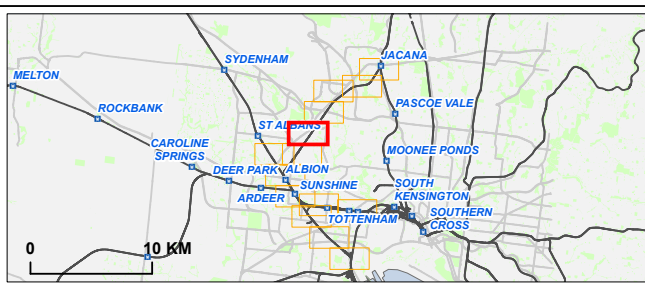 JACANA
SYDENHAM
MELTON
ROCKBANK
PASCOE VALE
ST ALBANS
CAROLINE
SPRINGS
MOONEE PONDS
DEER PARK
ALBION
SUNSHINE
ARDEER
SOUTH
KENSINGTON
TOTTENHAM
SOUTHERN
CROSS
0 10 KM